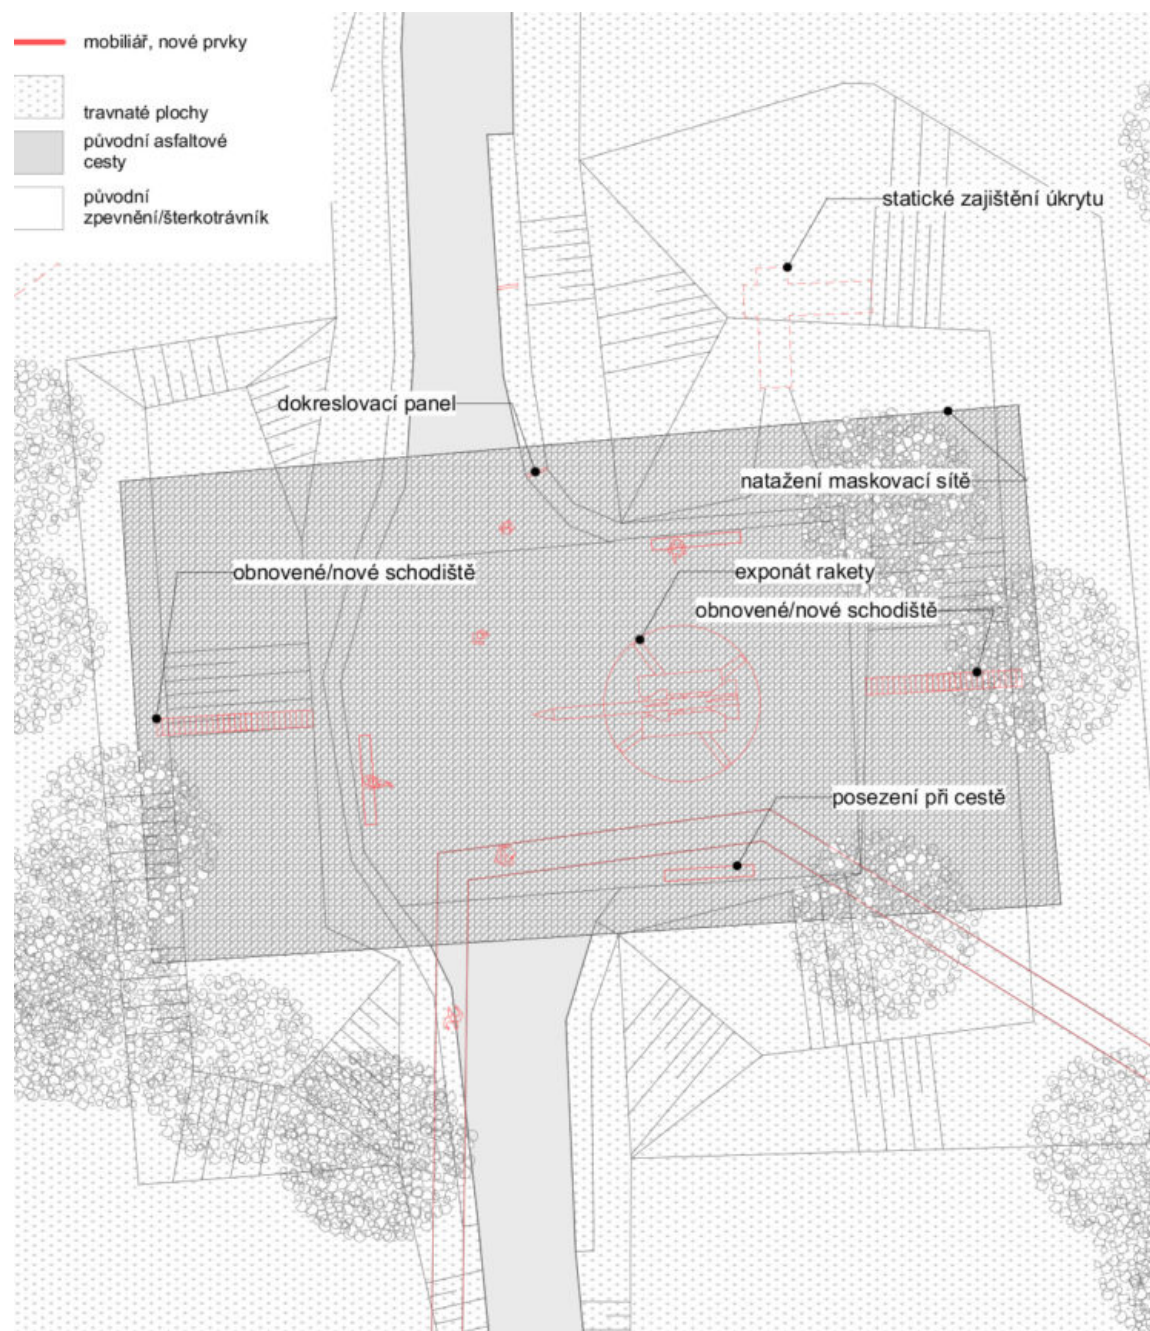 mobiliář, nové prvky
travnaté plochy
původní asfaltové
cesty
původní
zpevnění/šterkotrávník
statické zajištění úkrytu
dokreslovací panel
natažení maskovací sítě
obnovené/nové schodiště
exponát rakety
obnovené/nové schodiště
posezení při cestě